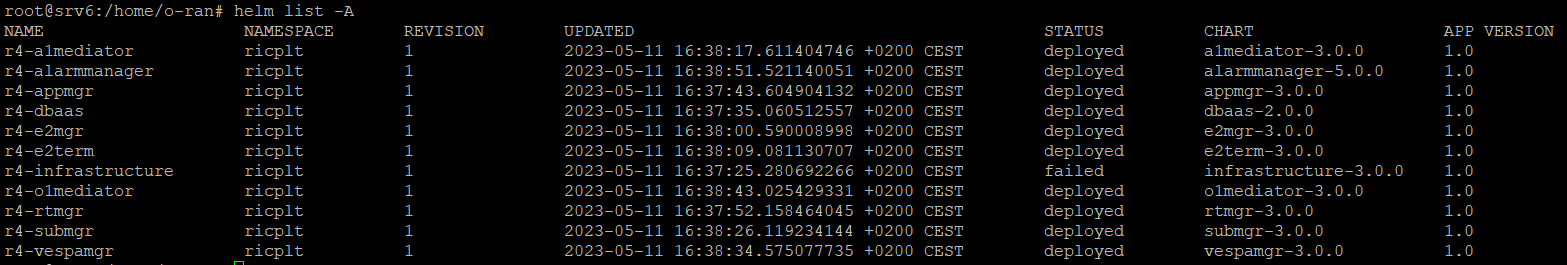 root@srv6:/home/o-ran# helm list -A
NAME NAMESPACE REVISION UPDATED STATUS CHART APP VERSION
r4-a1mediator ricplt 1 2023-05-11 16:38:17.611404746 +0200 CEST deployed a1mediator-3.0.0 1.0
r4-alarmmanager ricplt 1 2023-05-11 16:38:51.521140051 +0200 CEST deployed alarmmanager-5.0.0 1.0
r4-appmgr ricplt 1 2023-05-11 16:37:43.604904132 +0200 CEST deployed appmgr-3.0.0 1.0
r4-dbaas ricplt 1 2023-05-11 16:37:35.060512557 +0200 CEST deployed dbaas-2.0.0 1.0
r4-e2mgr ricplt 1 2023-05-11 16:38:00.590008998 +0200 CEST deployed e2mgr-3.0.0 1.0
r4-e2term ricplt 1 2023-05-11 16:38:09.081130707 +0200 CEST deployed e2term-3.0.0 1.0
r4-infrastructure ricplt 1 2023-05-11 16:37:25.280692266 +0200 CEST failed infrastructure-3.0.0 1.0
r4-o1mediator ricplt 1 2023-05-11 16:38:43.025429331 +0200 CEST deployed o1mediator-3.0.0 1.0
r4-rtmgr ricplt 1 2023-05-11 16:37:52.158464045 +0200 CEST deployed rtmgr-3.0.0 1.0
r4-submgr ricplt 1 2023-05-11 16:38:26.119234144 +0200 CEST deployed submgr-3.0.0 1.0
r4-vespamgr ricplt 1 2023-05-11 16:38:34.575077735 +0200 CEST deployed vespamgr-3.0.0 1.0